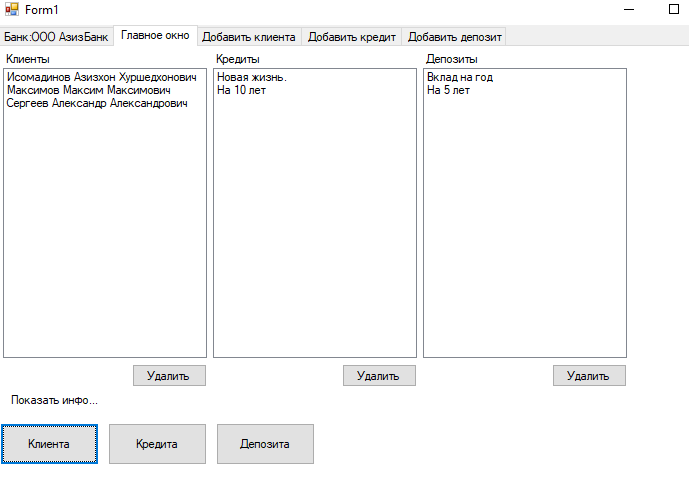 Form1
Банк:ООО АзизБанк Главное окно Добавить клиента Добавить кредит Добавить депозит
Клиенты Кредиты Депозиты
Исомадинов Азизхон Хуршедхонович Новая жизнь. Вклад на год
Максимов Максим Максимович На 10 лет На 5 лет
Сергеев Александр Александрович
Удалить Удалить Удалить
Показать инфо...
Клиента Кредита Депозита